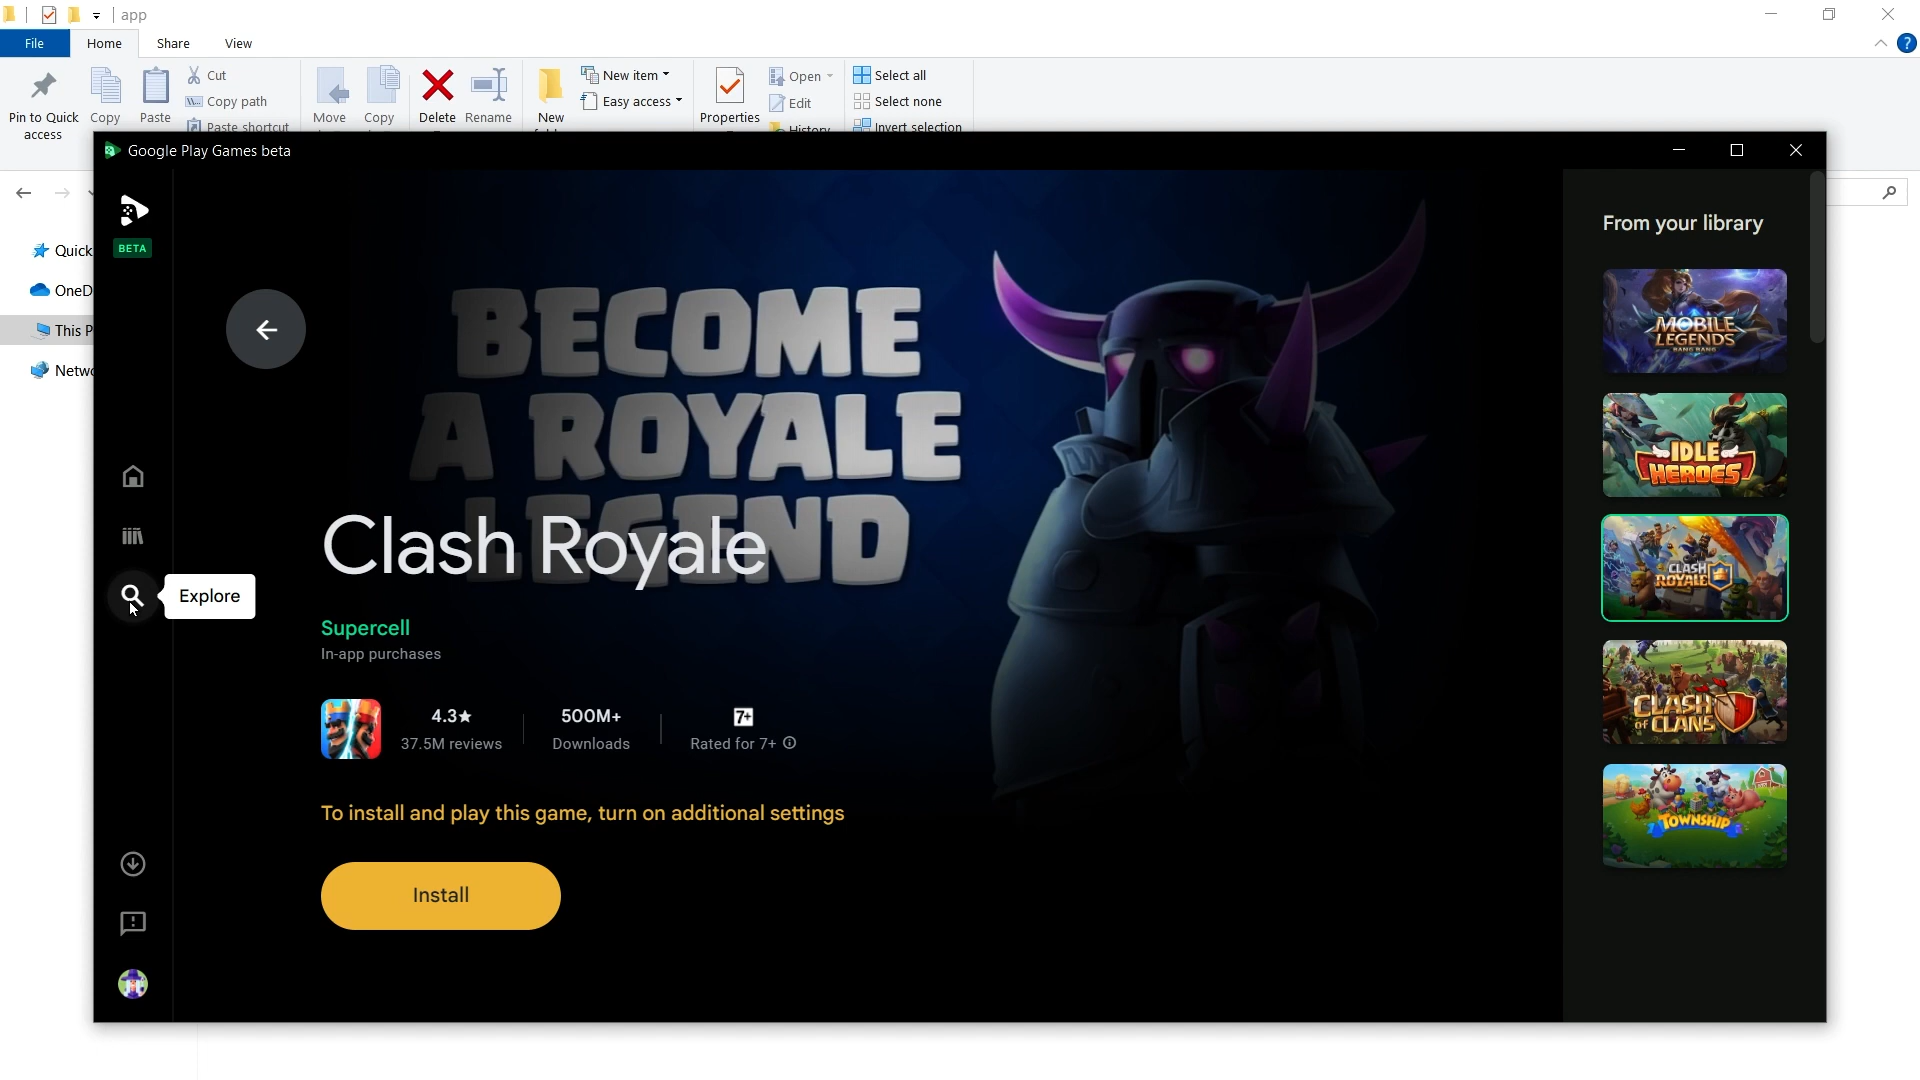 app
File
Home
Share
View
Pin to Quick
access
Copy
Paste
Cut
Copy path
Paste shortcut
Move
Copy
Delete
Rename
New
New item
Easy access
Properties
Open
Edit
History
Select all
Select none
Invert selection
Google Play Games beta
BETA
Quick
OneD
This P
Netwo
BECOME
A ROYALE
LEGEND
Clash Royale
Explore
Supercell
In-app purchases
4.3★
37.5M reviews
500M+
Downloads
7+
Rated for 7+
To install and play this game, turn on additional settings
Install
From your library
MOBILE
LEGENDS
BANG BANG
IDLE
HEROES
CLASH
ROYALE
CLASH
OF CLANS
TOWNSHIP